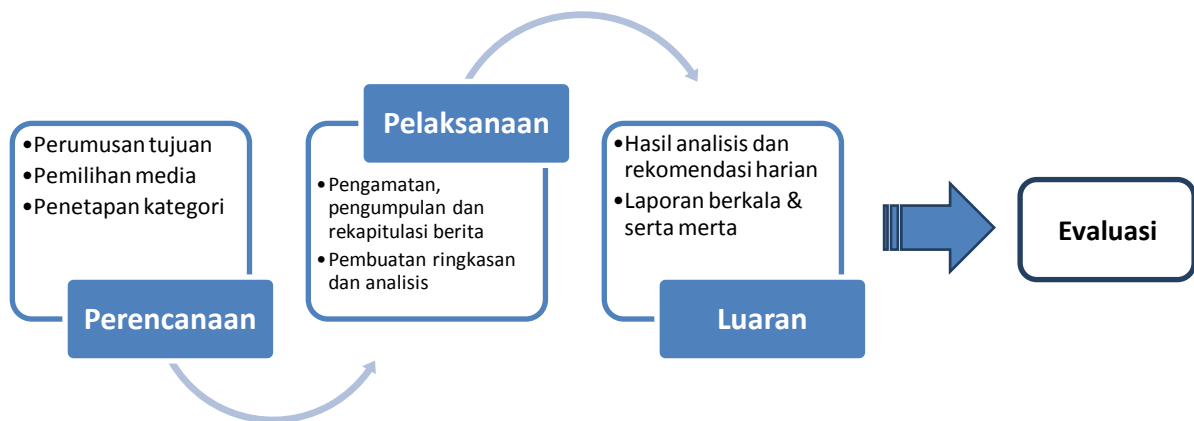 •Perumusan tujuan
•Pemilihan media
•Penetapan kategori
Perencanaan
Pelaksanaan
•Pengamatan,
pengumpulan dan
rekapitulasi berita
•Pembuatan ringkasan
dan analisis
•Hasil analisis dan
rekomendasi harian
•Laporan berkala &
serta merta
Luaran
Evaluasi